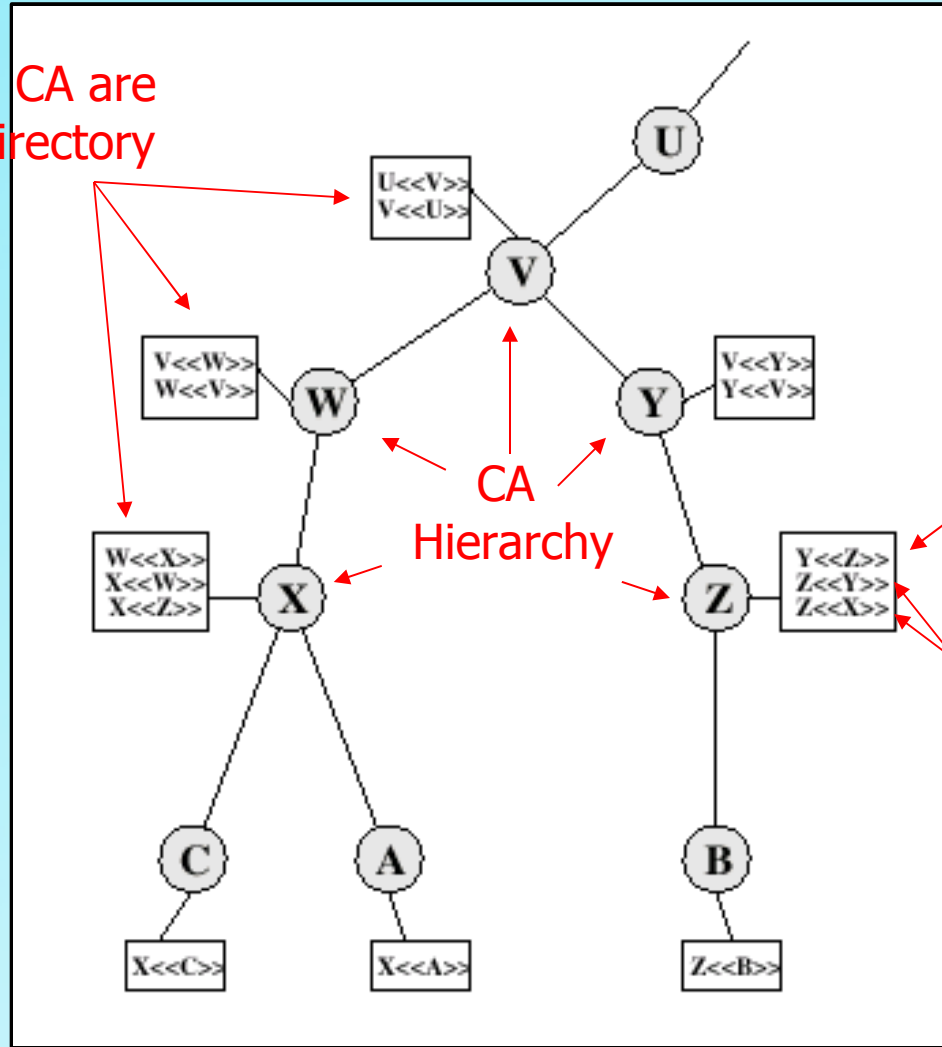 CA are
irectory
U
U<<V>>
V<<U>>
V
V<<W>>
W<<V>>
W
Y
V<<Y>>
Y<<V>>
CA
Hierarchy
W<<X>>
X<<W>>
X<<Z>>
X
Z
Y<<Z>>
Z<<Y>>
Z<<X>>
C
A
B
X<<C>>
X<<A>>
Z<<B>>